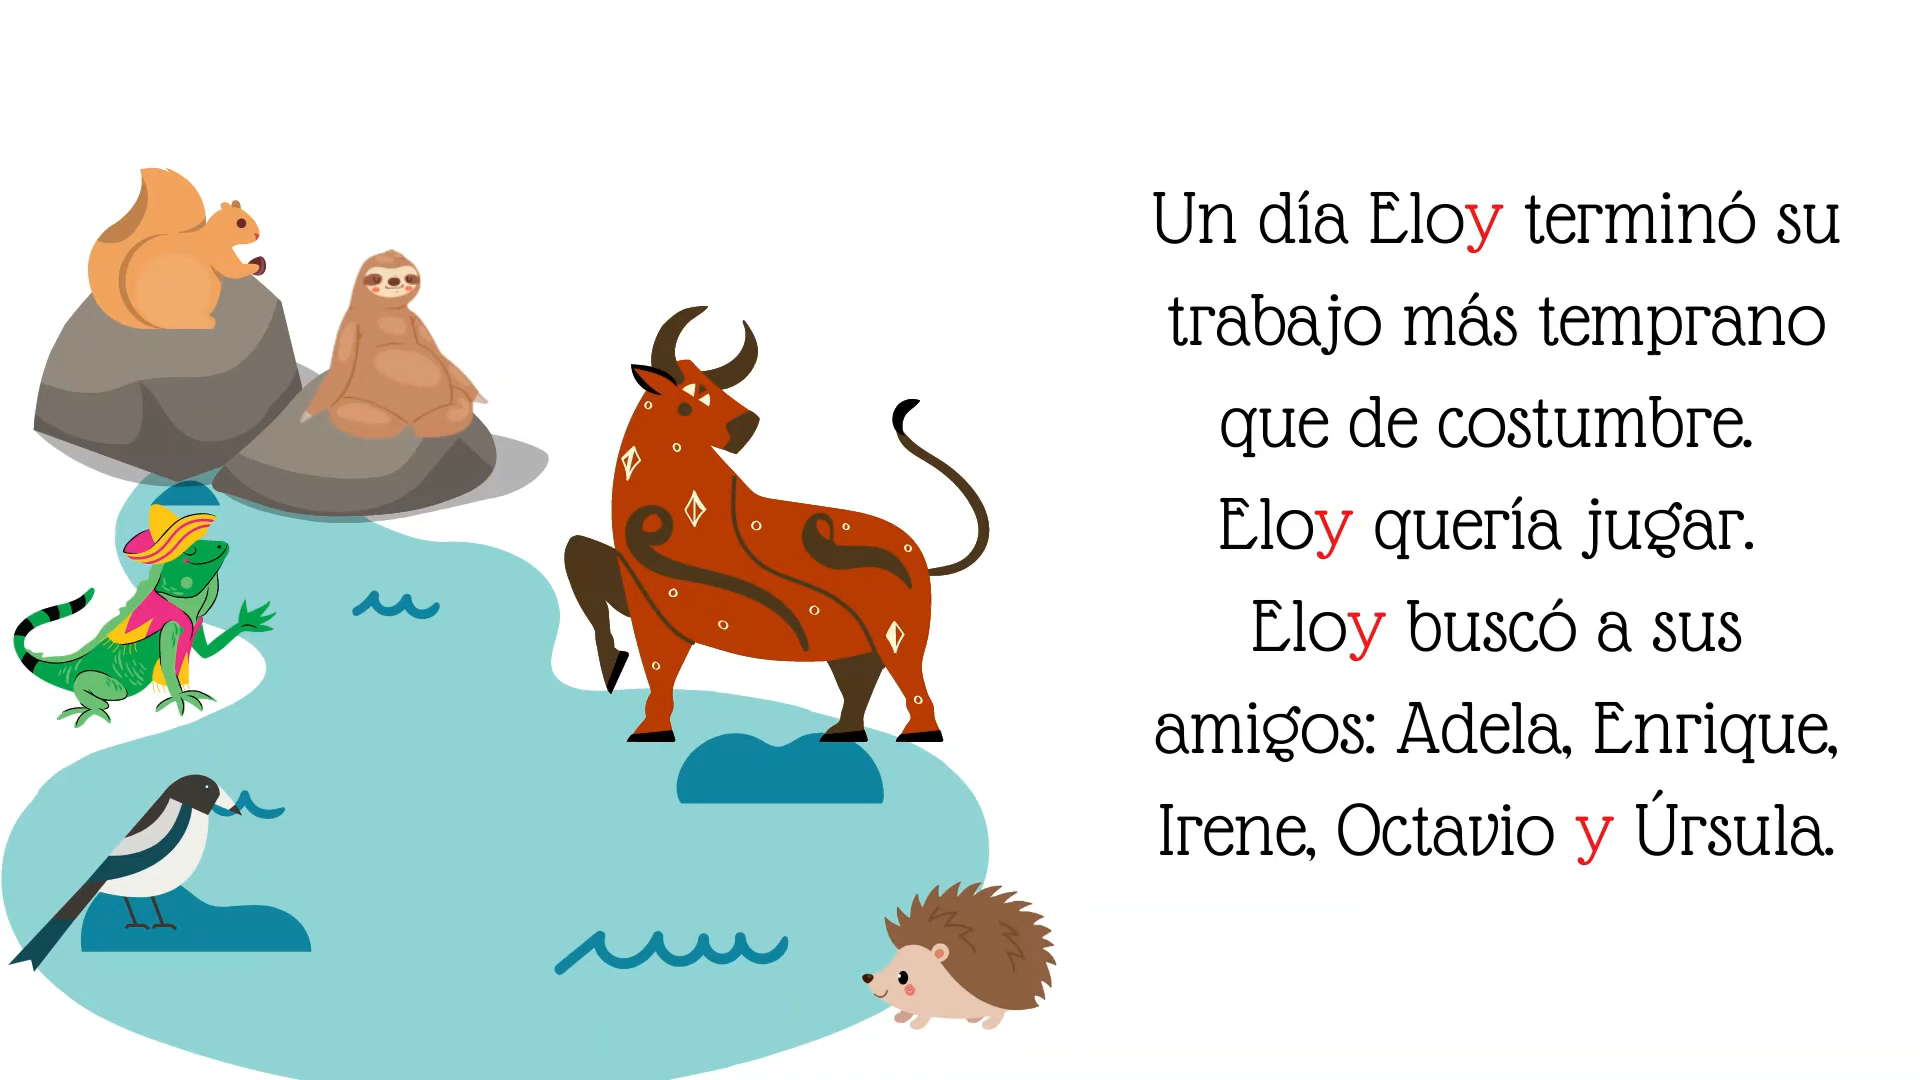 Un día Eloy terminó su
trabajo más temprano
que de costumbre.
Eloy quería jugar.
Eloy buscó a sus
amigos: Adela, Enrique,
Irene, Octavio y Úrsula.